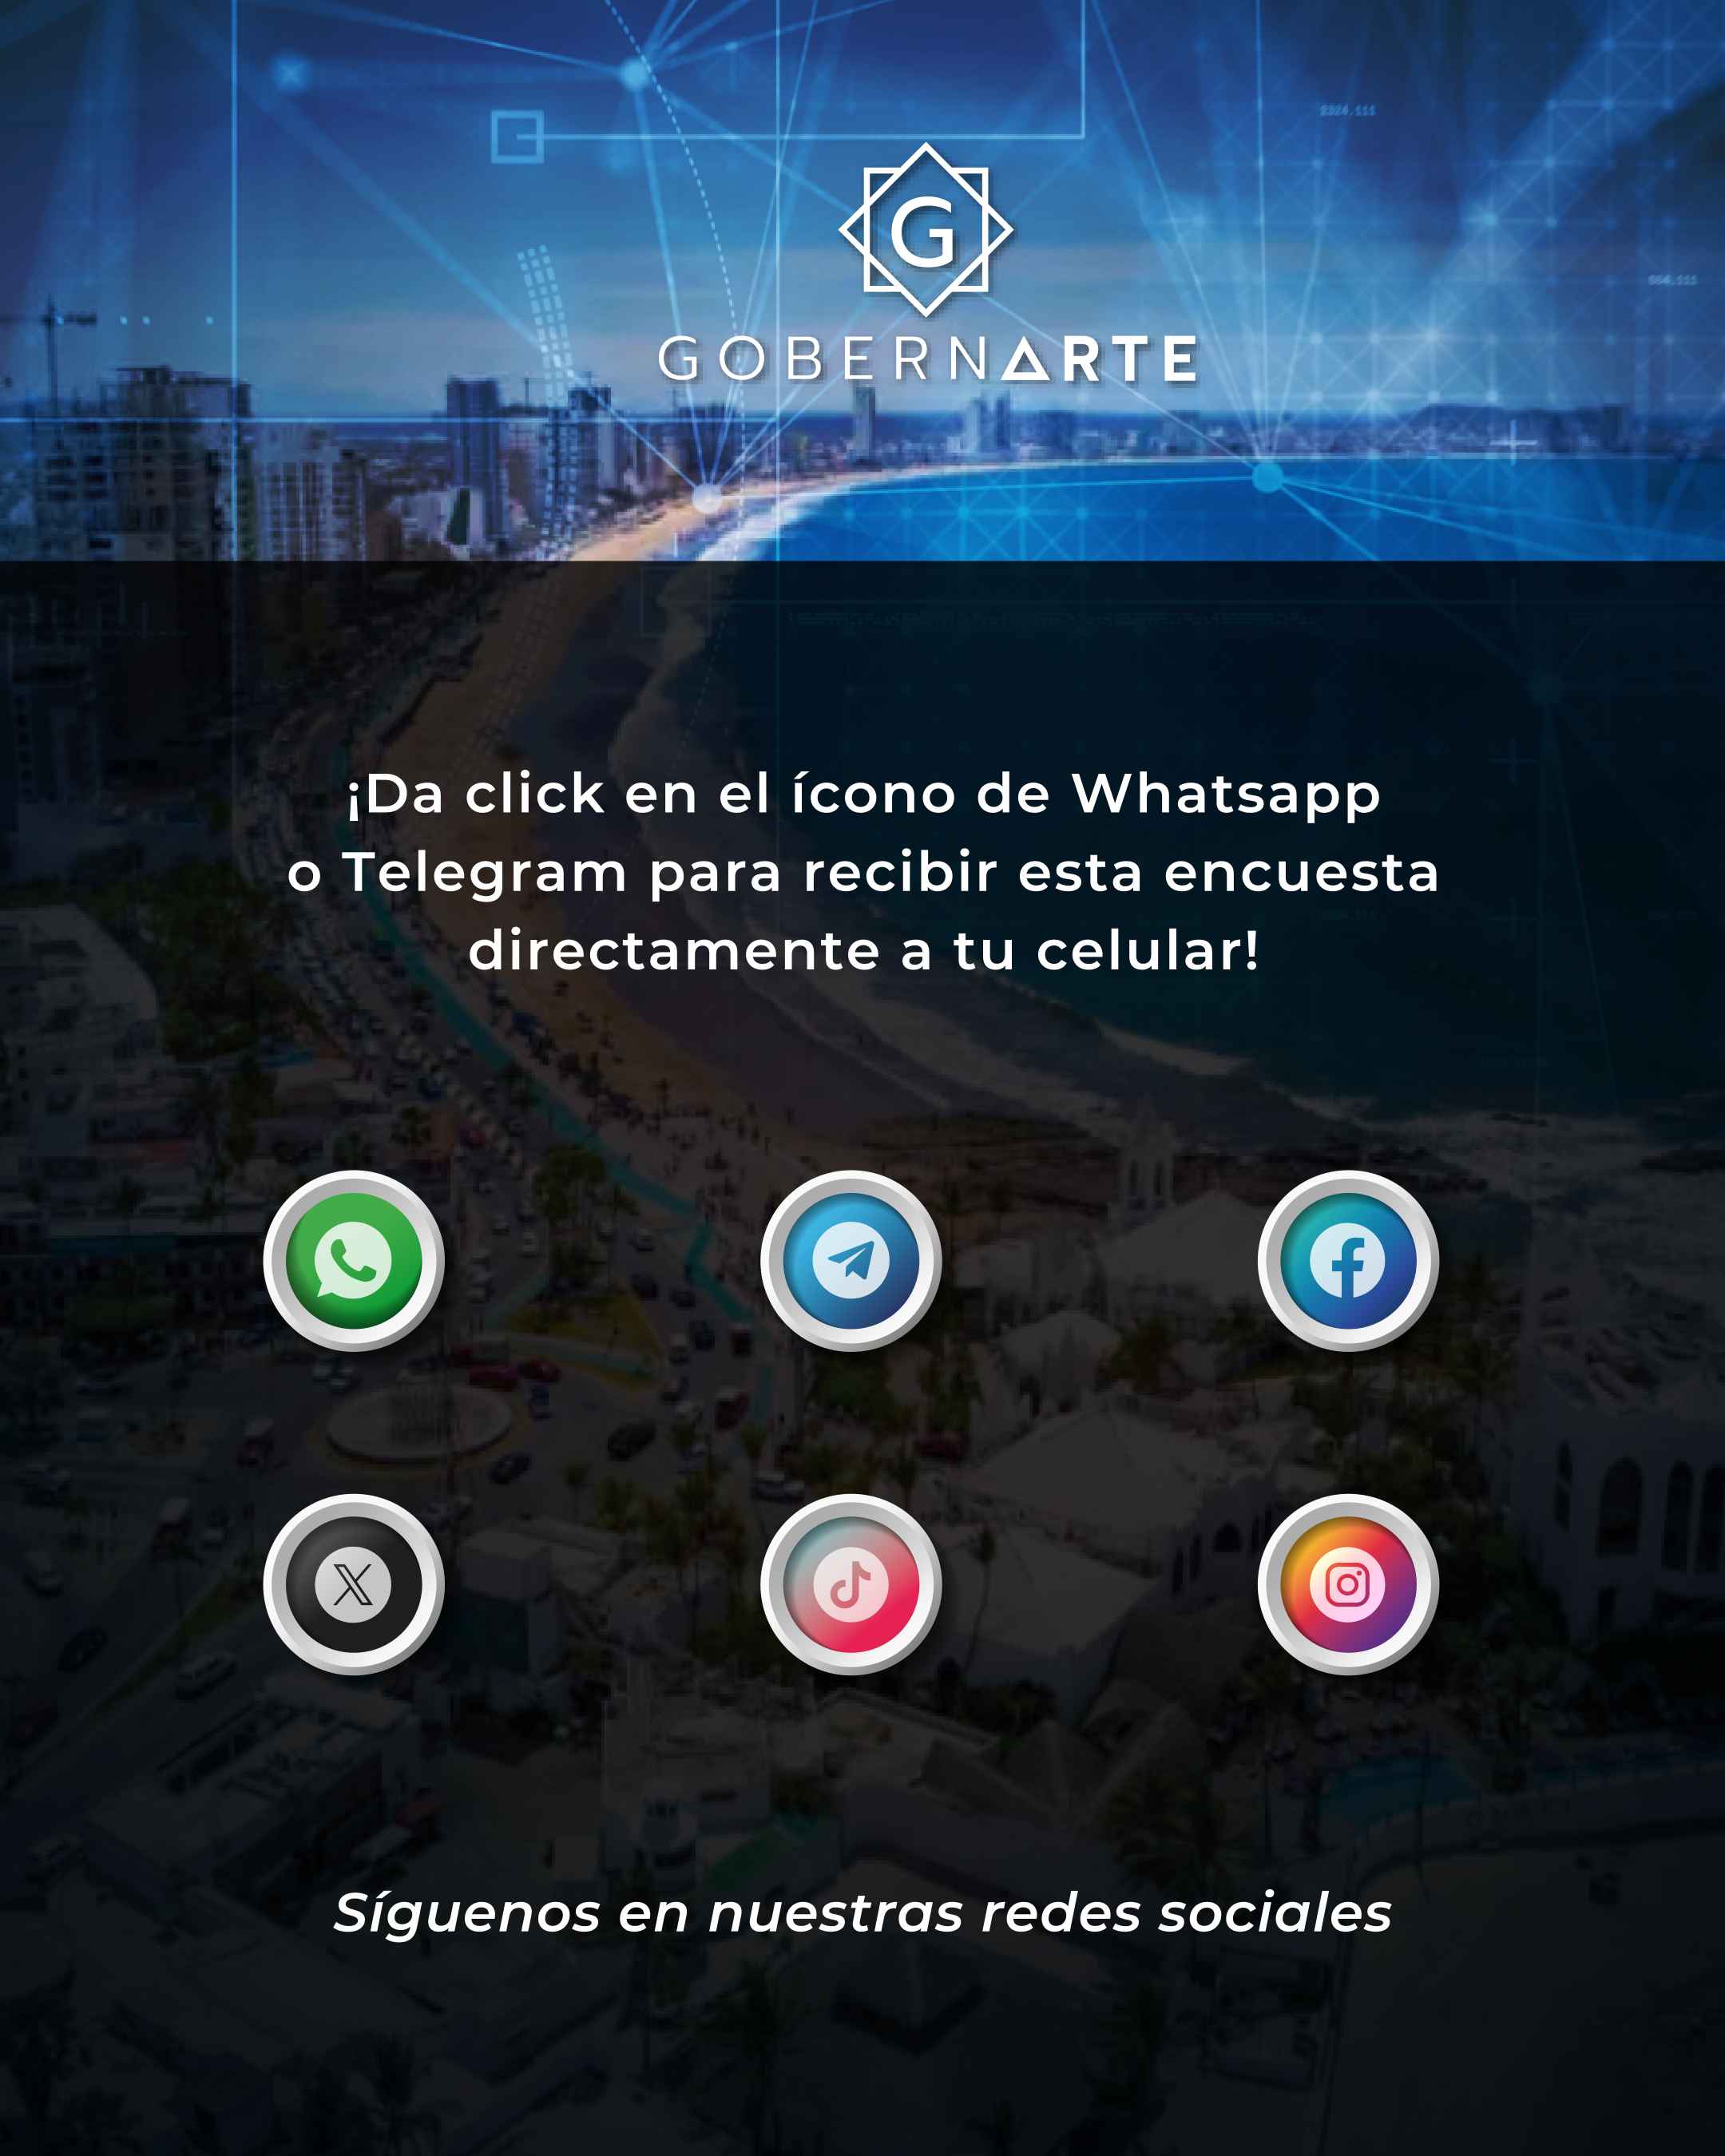 G
GOBERNARTE
¡Da click en el ícono de Whatsapp
o Telegram para recibir esta encuesta
directamente a tu celular!
Síguenos en nuestras redes sociales